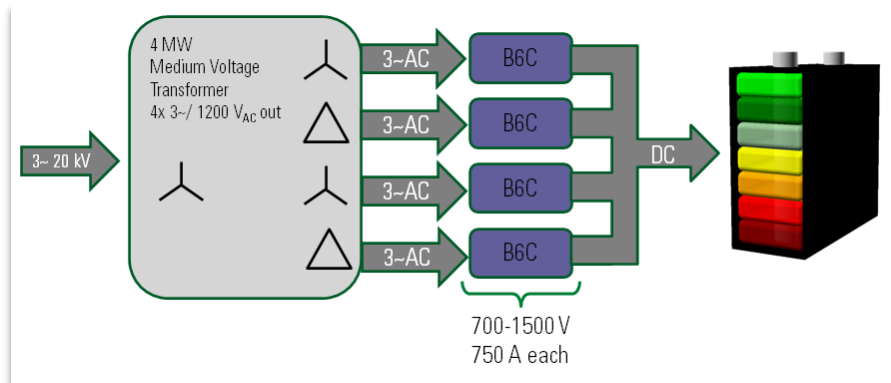 4 MW
Medium Voltage
Transformer
4x 3~/ 1200 VAC out
3~ 20 kV
3~AC
B6C
3~AC
B6C
3~AC
B6C
3~AC
B6C
DC
700-1500 V
750 A each